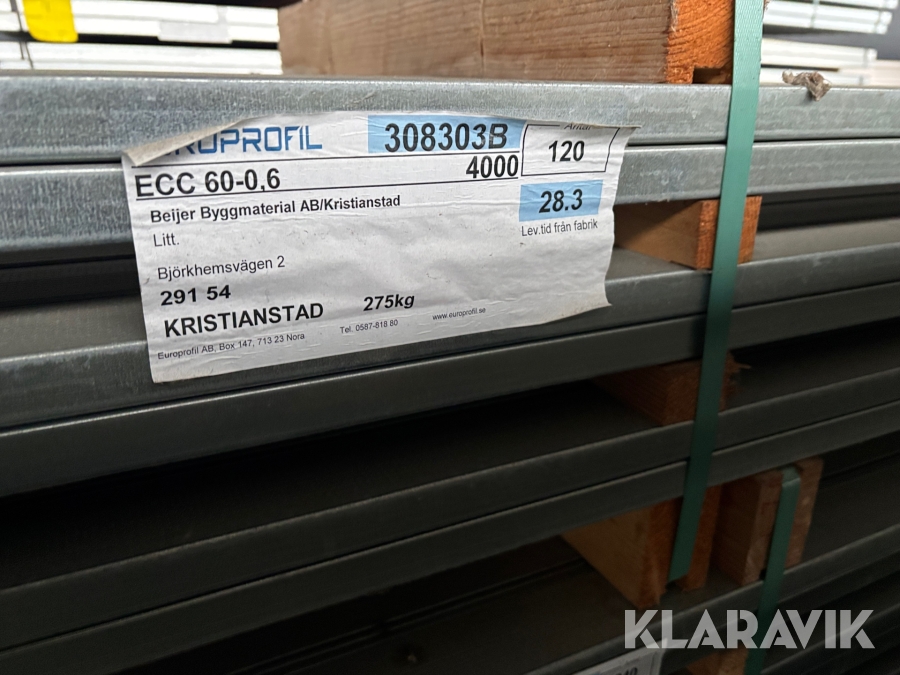 EUROPROFIL 308303B Antal
ECC 60-0,6 4000 120
Beijer Byggmaterial AB/Kristianstad 28.3
Litt. Lev.tid från fabrik
Björkhemsvägen 2
291 54
KRISTIANSTAD 275kg
Europrofil AB, Box 147, 713 23 Nora Tel. 0587-818 80 www.europrofil.se
KLARAVIK